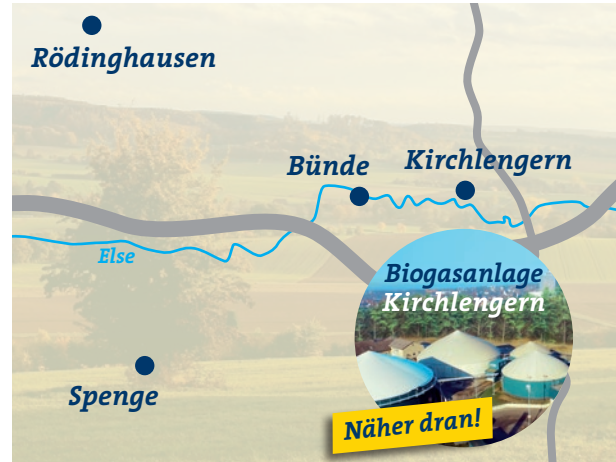 Rödinghausen
Bünde
Kirchlengern
Else
Biogasanlage
Kirchlengern
Spenge
Näher dran!